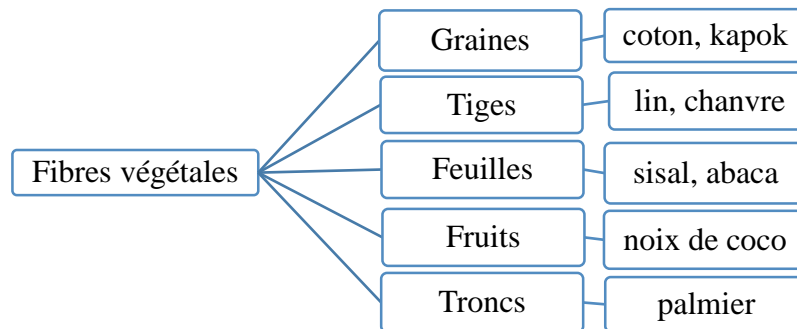 Fibres végétales
Graines
coton, kapok
Tiges
lin, chanvre
Feuilles
sisal, abaca
Fruits
noix de coco
Troncs
palmier